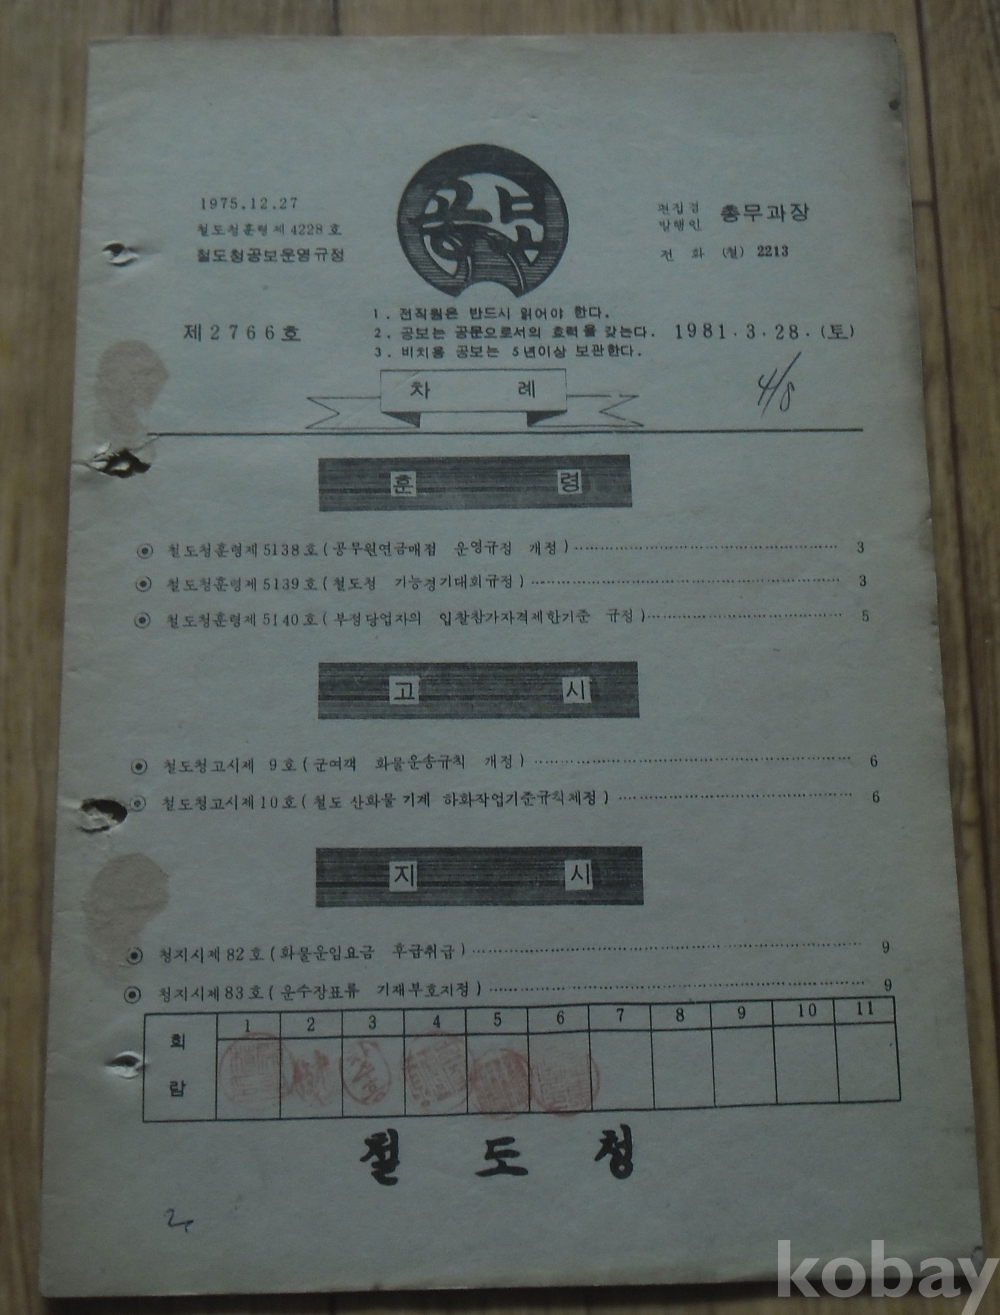 1975.12.27
철도청훈령제4228호
철도청공보운영규정
공보
편집겸
발행인 총무과장
전 화 (철) 2213
제2766호
1. 전직원은 반드시 읽어야 한다.
2. 공보는 공문으로서의 효력을 갖는다.
3. 비치용 공보는 5년이상 보관한다.
1981.3.28.(토)
4/8
차 례
훈 령
철도청훈령제5138호(공무원연금매점 운영규정 개정) 3
철도청훈령제5139호(철도청 기능경기대회규정) 3
철도청훈령제5140호(부정당업자의 입찰참가자격제한기준 규정) 5
고 시
철도청고시제 9호(군여객 화물운송규칙 개정) 6
철도청고시제10호(철도 산화물 기계 하화작업기준규칙제정) 6
지 시
청지시제82호(화물운임요금 후급취급) 9
청지시제83호(운수장표류 기재부호지정) 9
회람 1 2 3 4 5 6 7 8 9 10 11
철 도 청
kobay